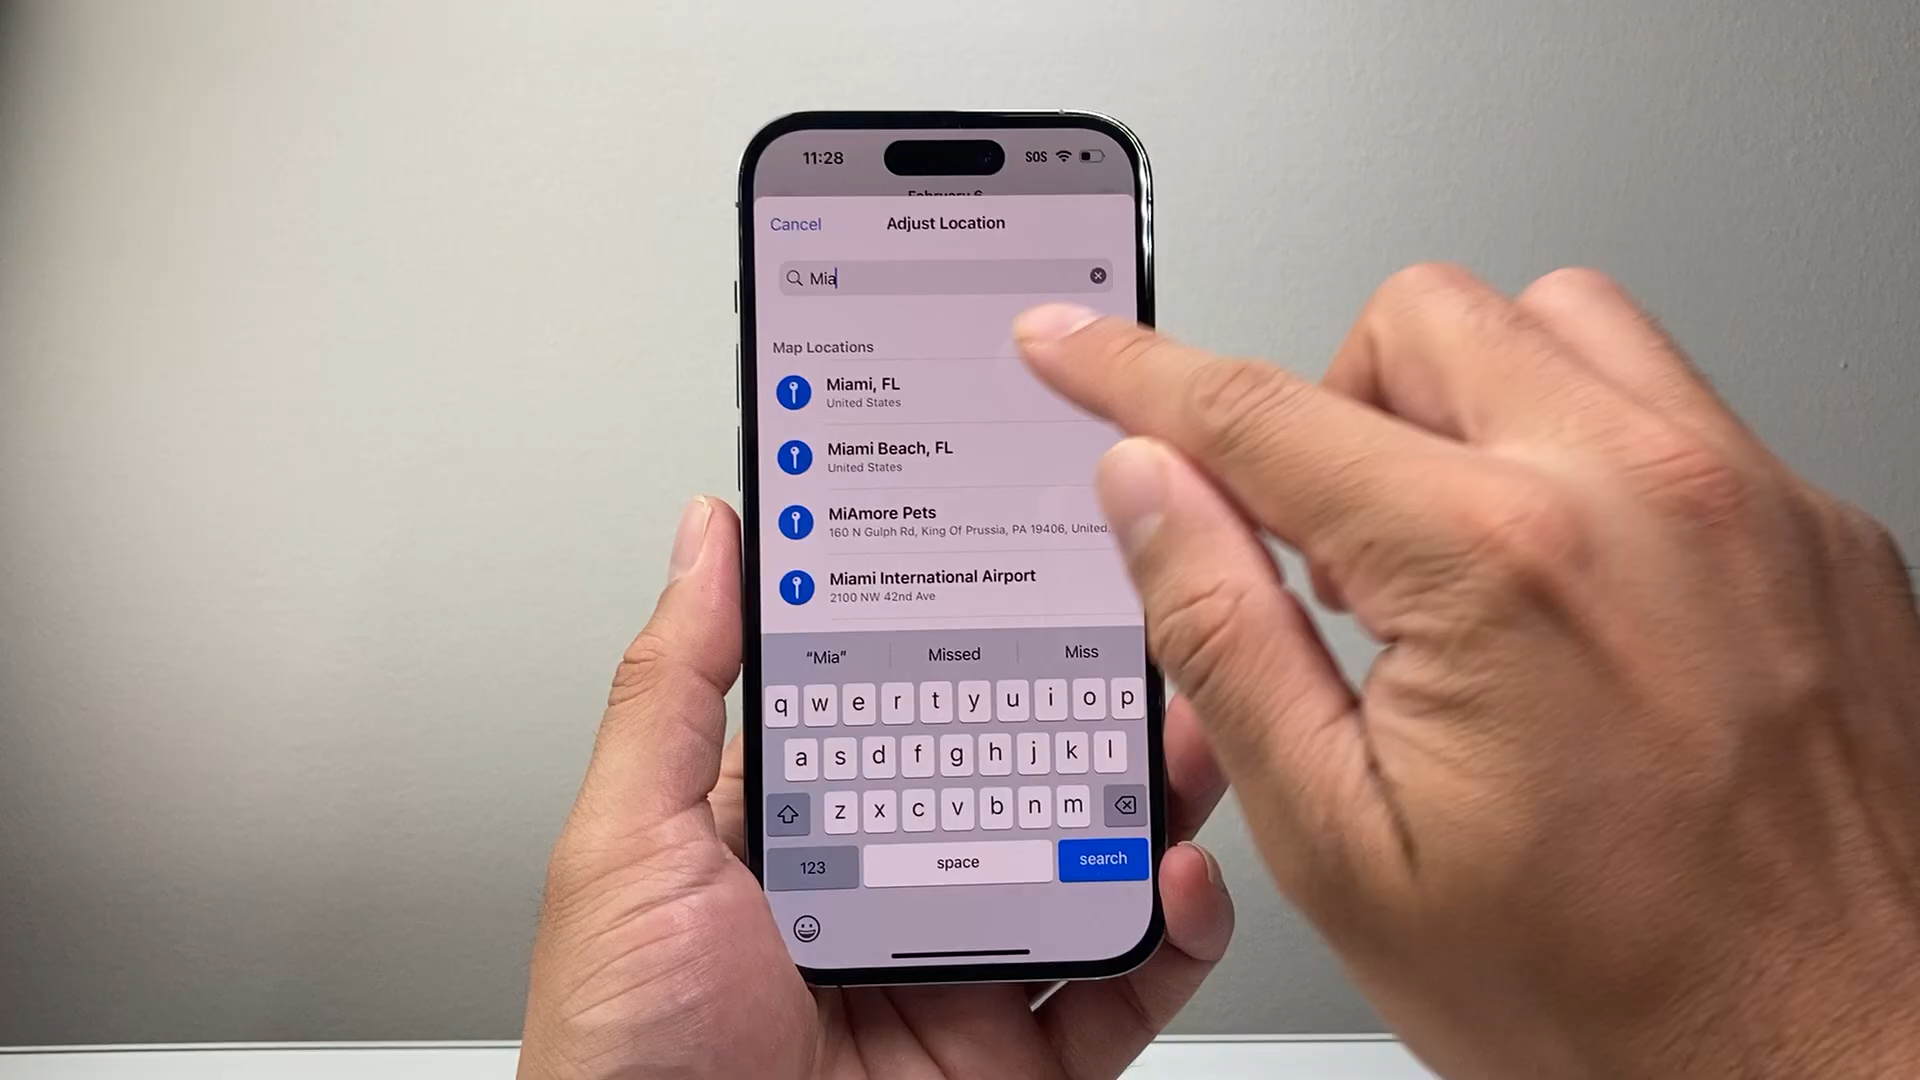 11:28
SOS
February 6
Cancel
Adjust Location
Mia
Map Locations
Miami, FL
United States
Miami Beach, FL
United States
MiAmore Pets
160 N Gulph Rd, King Of Prussia, PA 19406, United...
Miami International Airport
2100 NW 42nd Ave
“Mia” Missed Miss
q w e r t y u i o p
a s d f g h j k l
z x c v b n m
123 space search